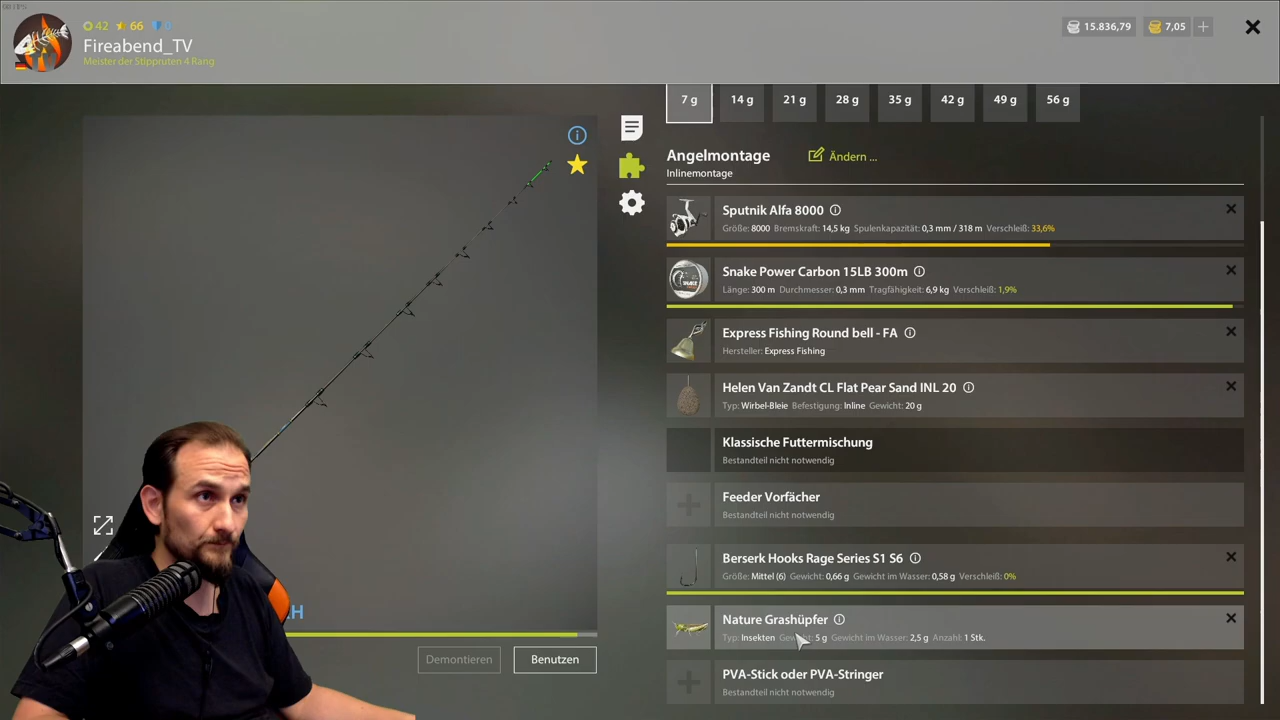 42 66 0
Fireabend_TV
Meister der Stippruten 4 Rang
15.836,79
7,05
7 g
14 g
21 g
28 g
35 g
42 g
49 g
56 g
Angelmontage
Ändern ...
Inlinemontage
Sputnik Alfa 8000
Größe: 8000 Bremskraft: 14,5 kg Spulenkapazität: 0,3 mm / 318 m Verschleiß: 33,6%
Snake Power Carbon 15LB 300m
Länge: 300 m Durchmesser: 0,3 mm Tragfähigkeit: 6,9 kg Verschleiß: 1,9%
Express Fishing Round bell - FA
Hersteller: Express Fishing
Helen Van Zandt CL Flat Pear Sand INL 20
Typ: Wirbel-Bleie Befestigung: Inline Gewicht: 20 g
Klassische Futtermischung
Bestandteil nicht notwendig
Feeder Vorfächer
Bestandteil nicht notwendig
Berserk Hooks Rage Series S1 S6
Größe: Mittel (6) Gewicht: 0,66 g Gewicht im Wasser: 0,58 g Verschleiß: 0%
Nature Grashüpfer
Typ: Insekten Gewicht: 5 g Gewicht im Wasser: 2,5 g Anzahl: 1 Stk.
PVA-Stick oder PVA-Stringer
Bestandteil nicht notwendig
H
Demontieren
Benutzen